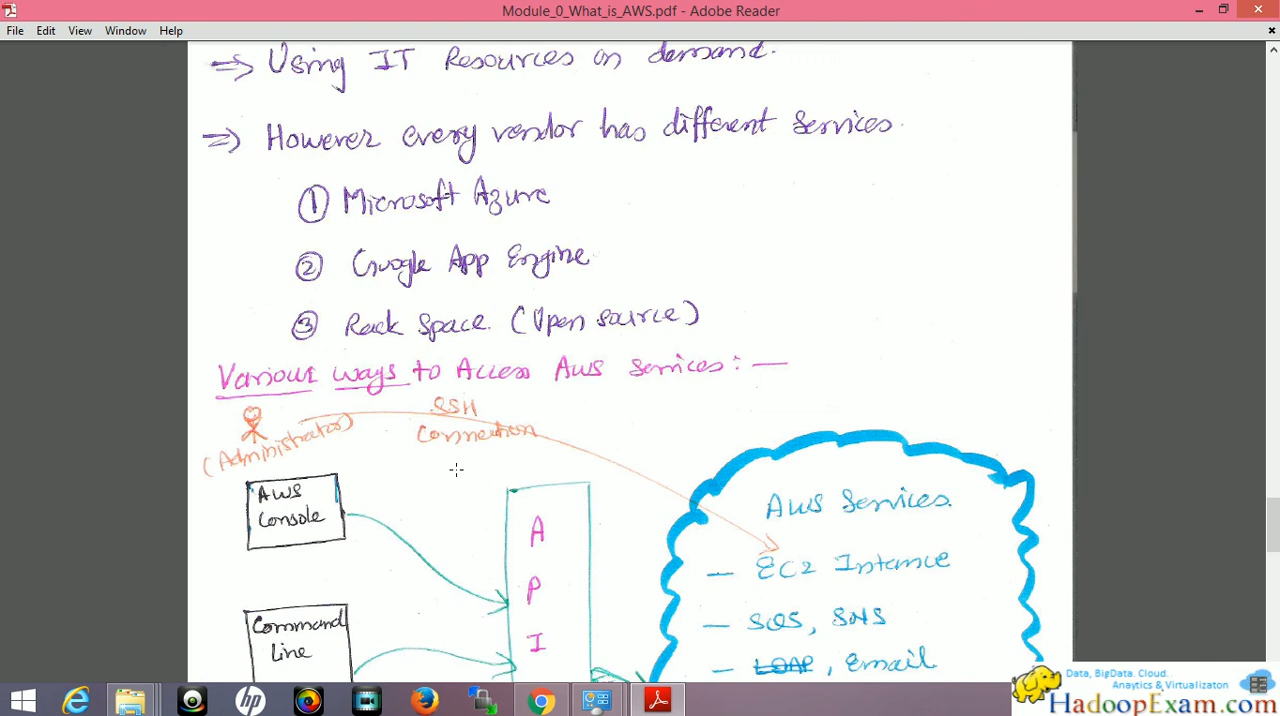 Module_0_What_is_AWS.pdf - Adobe Reader
File Edit View Window Help
⇒ Using IT Resources on demand.
⇒ However every vendor has different services.
① Microsoft Azure
② Google App Engine
③ Rack Space. (Open source)
Various ways to Access AWS services: —
SSH
Connection
(Administrator)
AWS
Console
A
P
I
Command
Line
AWS Services.
— EC2 Intance
— SQS, SNS
— LDAP, Email
Data, BigData. Cloud..
Anaytics & Virtualizaton
HadoopExam.com